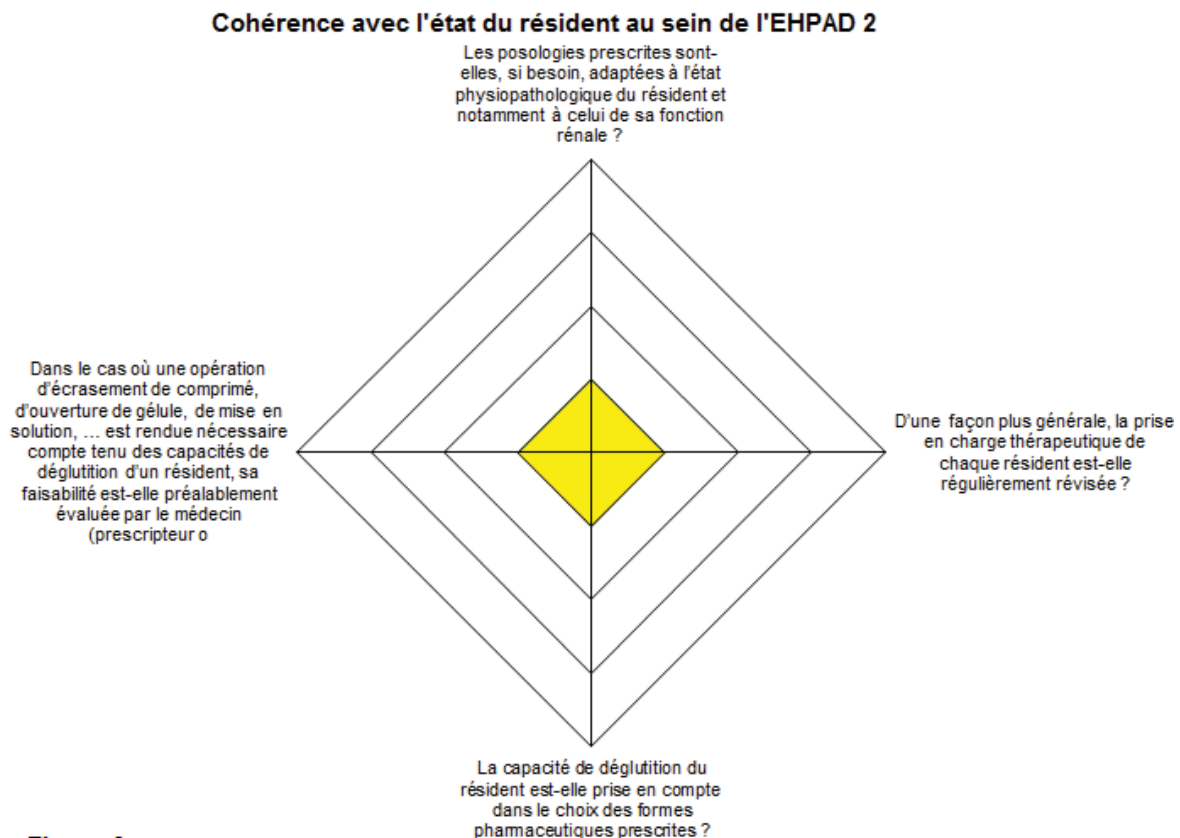 Cohérence avec l'état du résident au sein de l'EHPAD 2
Les posologies prescrites sont-
elles, si besoin, adaptées à l'état
physiopathologique du résident et
notamment à celui de sa fonction
rénale ?
Dans le cas où une opération
d'écrasement de comprimé,
d'ouverture de gélule, de mise en
solution, … est rendue nécessaire
compte tenu des capacités de
déglutition d'un résident, sa
faisabilité est-elle préalablement
évaluée par le médecin
(prescripteur o
D'une façon plus générale, la prise
en charge thérapeutique de
chaque résident est-elle
régulièrement révisée ?
La capacité de déglutition du
résident est-elle prise en compte
dans le choix des formes
pharmaceutiques prescrites ?